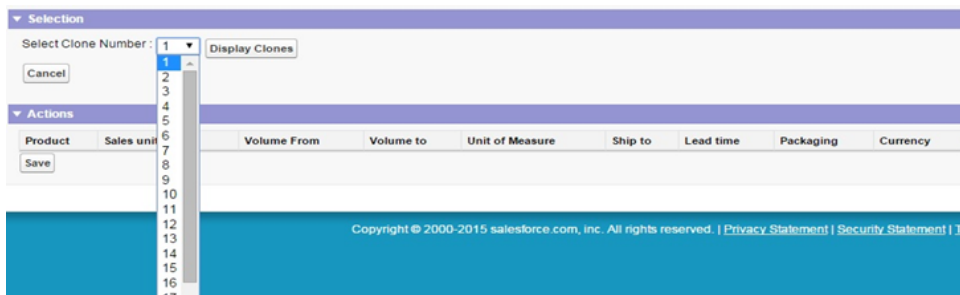 Selection
Select Clone Number : 1 Display Clones
Cancel
1
2
3
4
5
6
7
8
9
10
11
12
13
14
15
16
Actions
Product Sales unit Volume From Volume to Unit of Measure Ship to Lead time Packaging Currency
Save
Copyright © 2000-2015 salesforce.com, inc. All rights reserved. | Privacy Statement | Security Statement |